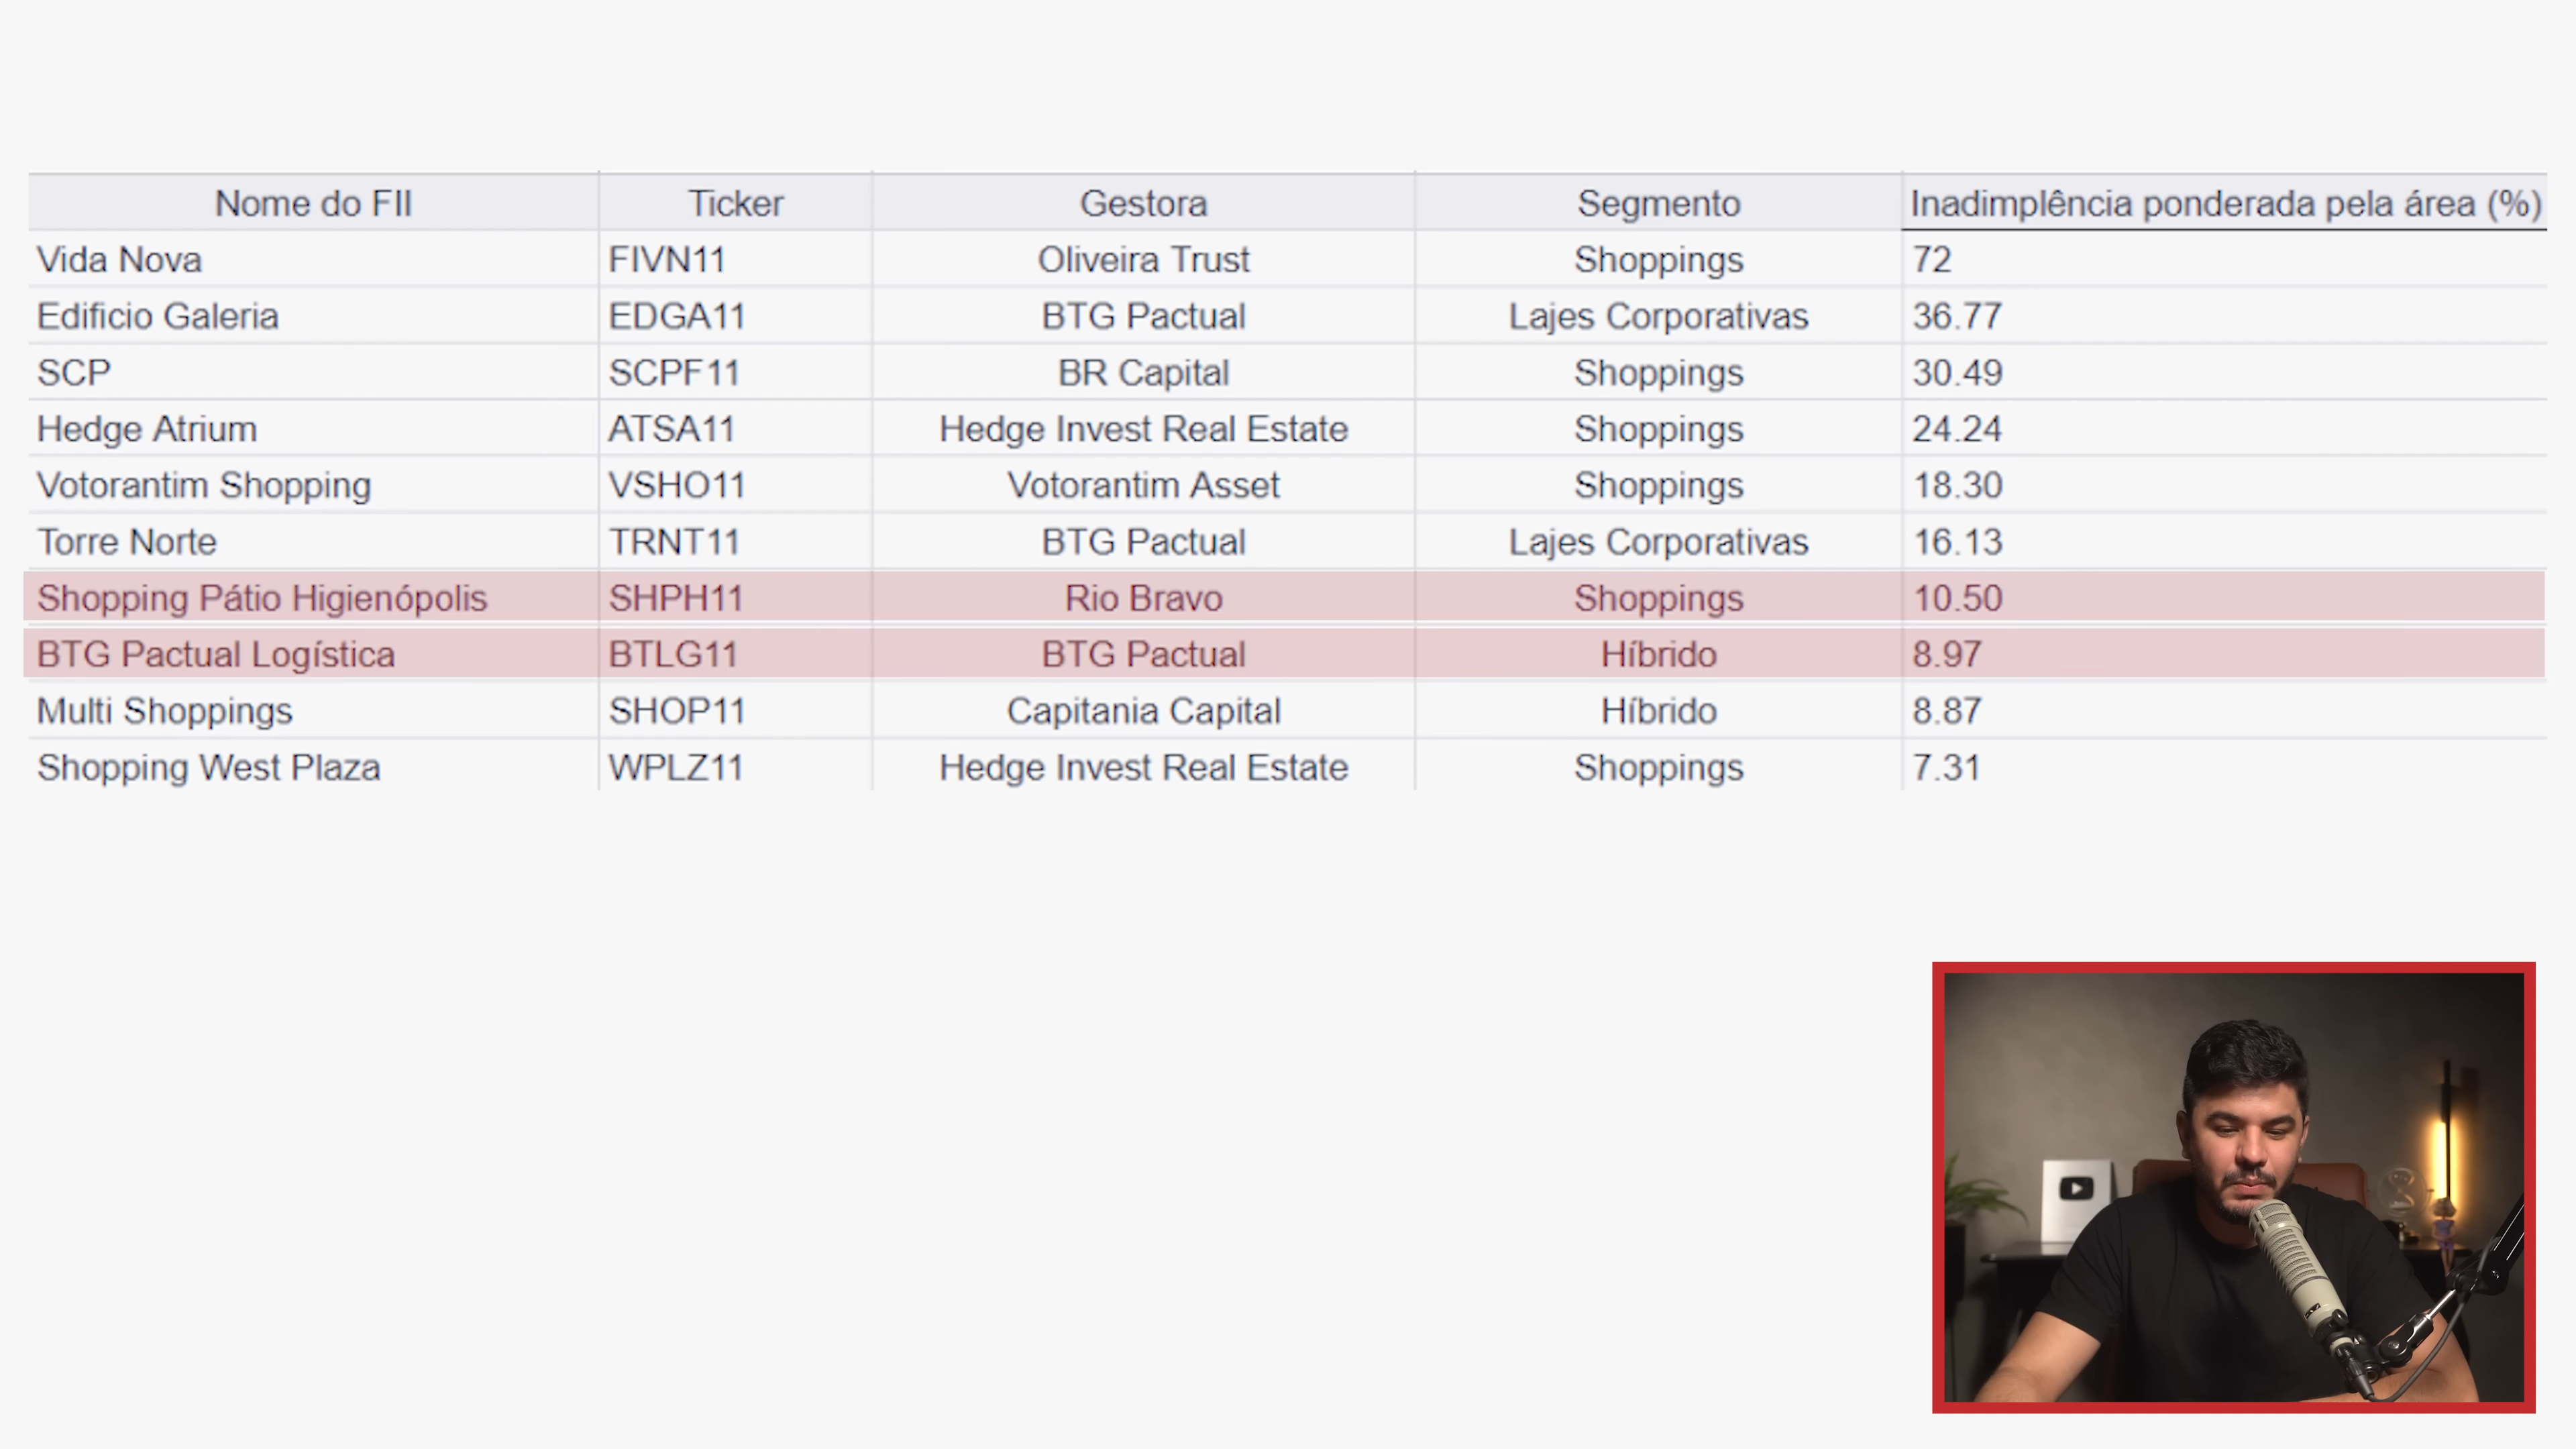 Nome do FII Ticker Gestora Segmento Inadimplência ponderada pela área (%)
Vida Nova FIVN11 Oliveira Trust Shoppings 72
Edificio Galeria EDGA11 BTG Pactual Lajes Corporativas 36.77
SCP SCPF11 BR Capital Shoppings 30.49
Hedge Atrium ATSA11 Hedge Invest Real Estate Shoppings 24.24
Votorantim Shopping VSHO11 Votorantim Asset Shoppings 18.30
Torre Norte TRNT11 BTG Pactual Lajes Corporativas 16.13
Shopping Pátio Higienópolis SHPH11 Rio Bravo Shoppings 10.50
BTG Pactual Logística BTLG11 BTG Pactual Híbrido 8.97
Multi Shoppings SHOP11 Capitania Capital Híbrido 8.87
Shopping West Plaza WPLZ11 Hedge Invest Real Estate Shoppings 7.31